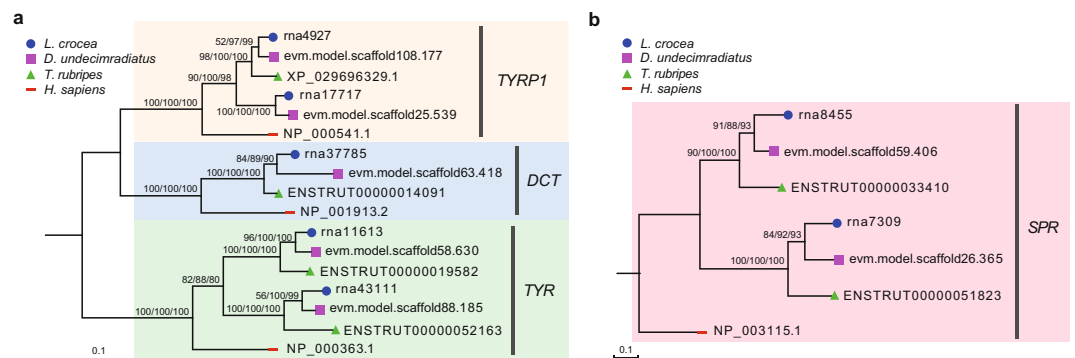 a
L. crocea
D. undecimradiatus
T. rubripes
H. sapiens
52/97/99
rna4927
98/100/100
evm.model.scaffold108.177
90/100/98
XP_029696329.1
TYRP1
rna17717
100/100/100
100/100/100
evm.model.scaffold25.539
NP_000541.1
84/89/90
rna37785
100/100/100
evm.model.scaffold63.418
DCT
100/100/100
ENSTRUT00000014091
NP_001913.2
96/100/100
rna11613
100/100/100
evm.model.scaffold58.630
ENSTRUT00000019582
82/88/80
56/100/99
rna43111
TYR
100/100/100
evm.model.scaffold88.185
100/100/100
ENSTRUT00000052163
NP_000363.1
0.1
b
L. crocea
D. undecimradiatus
T. rubripes
H. sapiens
91/88/93
rna8455
90/100/100
evm.model.scaffold59.406
ENSTRUT00000033410
84/92/93
rna7309
SPR
100/100/100
evm.model.scaffold26.365
ENSTRUT00000051823
NP_003115.1
0.1